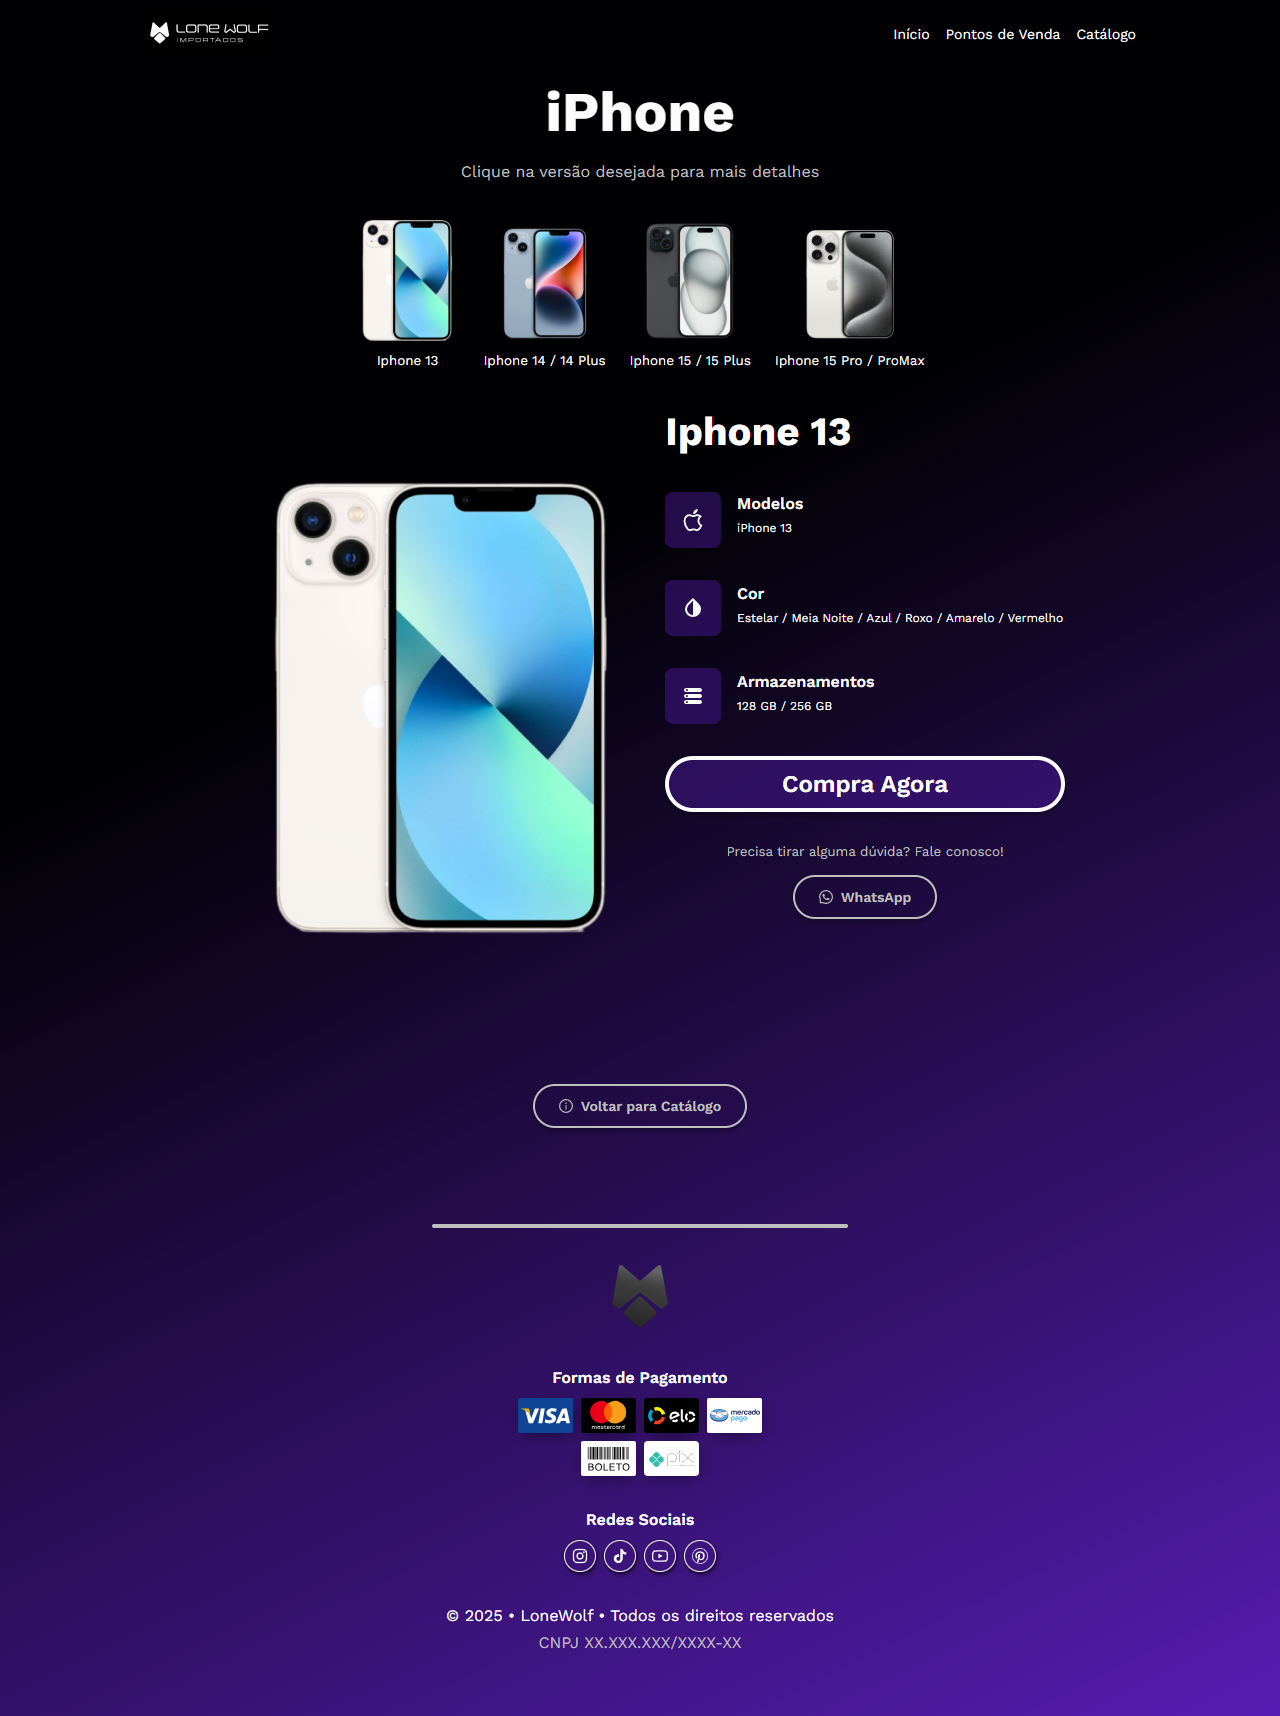 LONE WOLF
IMPORTADOS
Início Pontos de Venda Catálogo
iPhone
Clique na versão desejada para mais detalhes
Iphone 13
Iphone 14 / 14 Plus
Iphone 15 / 15 Plus
Iphone 15 Pro / ProMax
Iphone 13
Modelos
iPhone 13
Cor
Estelar / Meia Noite / Azul / Roxo / Amarelo / Vermelho
Armazenamentos
128 GB / 256 GB
Compra Agora
Precisa tirar alguma dúvida? Fale conosco!
WhatsApp
Voltar para Catálogo
Formas de Pagamento
VISA
mastercard
elo
mercado
pago
BOLETO
pix
Redes Sociais
© 2025 • LoneWolf • Todos os direitos reservados
CNPJ XX.XXX.XXX/XXXX-XX